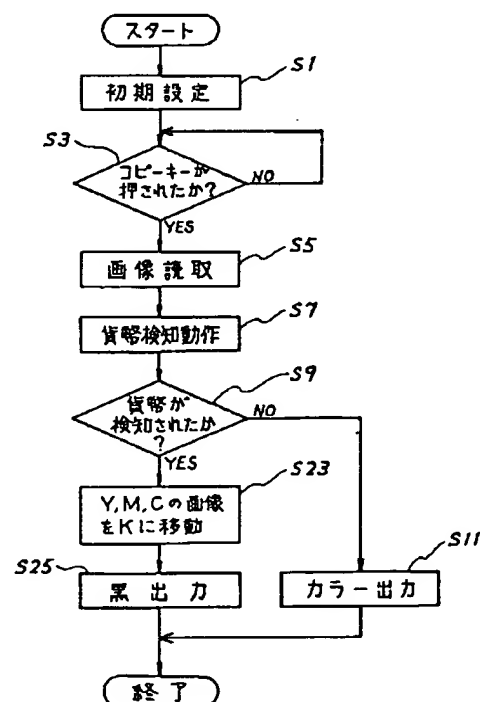 スタート
S1
初期設定
S3
コピーキーが
押されたか?
NO
YES
S5
画像読取
S7
貨幣検知動作
S9
貨幣が
検知されたか
?
NO
YES
S23
Y,M,Cの画像
をKに移動
S25
黒出力
S11
カラー出力
終了